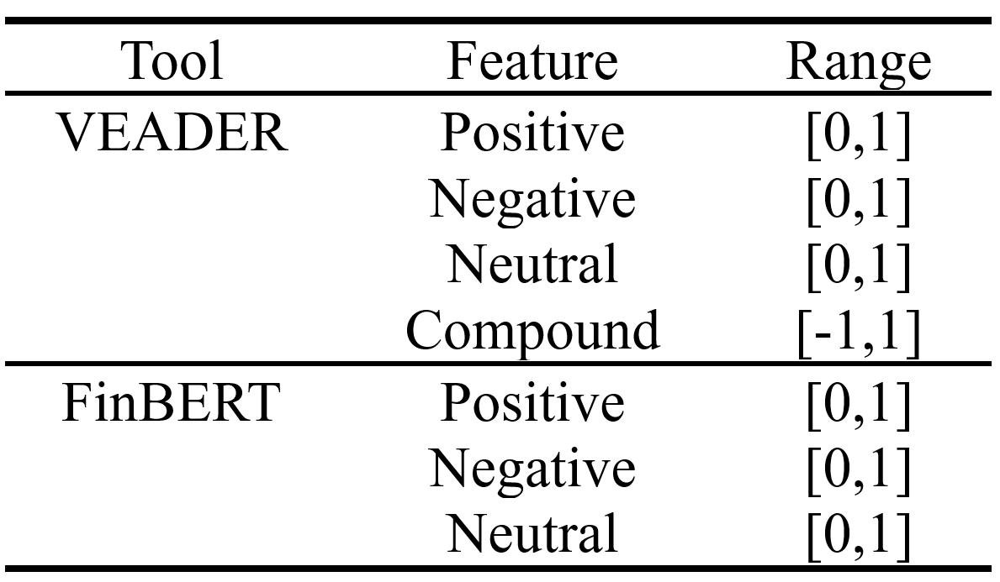 Tool Feature Range
VEADER Positive [0,1]
Negative [0,1]
Neutral [0,1]
Compound [-1,1]
FinBERT Positive [0,1]
Negative [0,1]
Neutral [0,1]